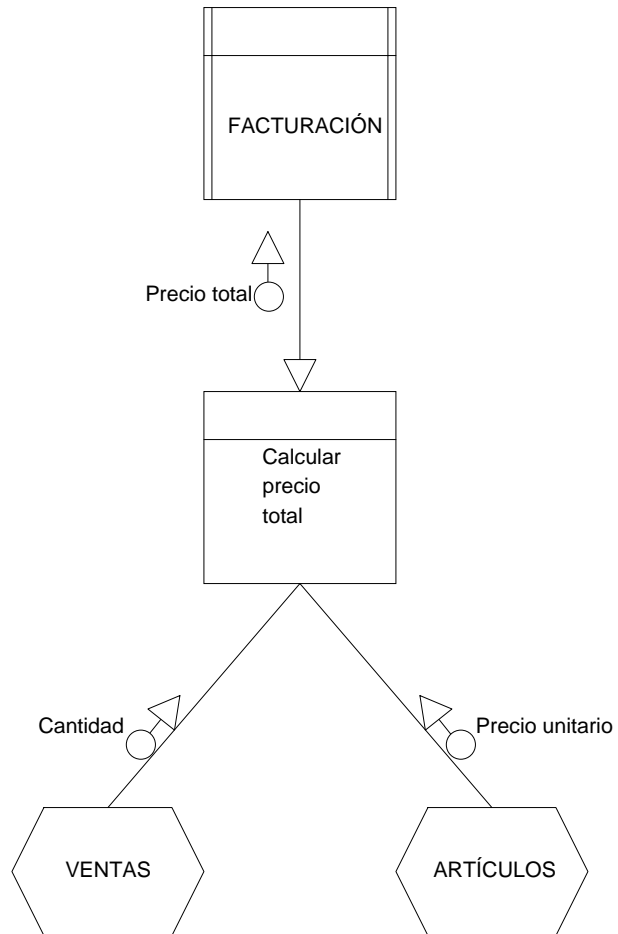 FACTURACIÓN
Precio total
Calcular
precio
total
Cantidad
Precio unitario
VENTAS
ARTÍCULOS